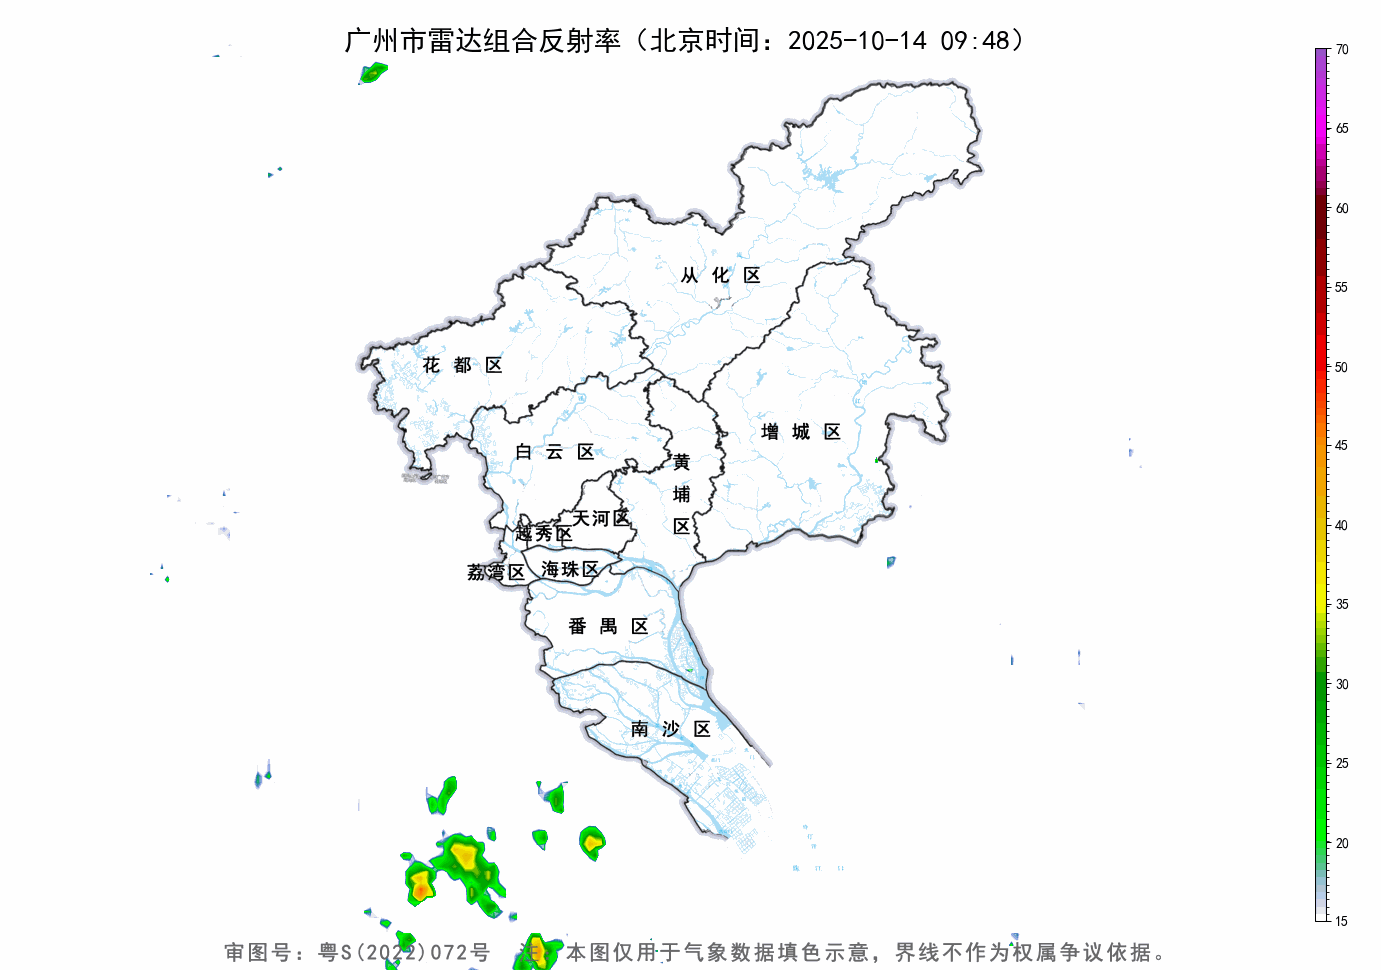 广州市雷达组合反射率（北京时间：2025-10-14 09:48）
70
65
60
55
50
45
40
35
30
25
20
15
从化区
花都区
增城区
白云区
黄埔区
天河区
越秀区
荔湾区
海珠区
番禺区
南沙区
审图号：粤S(2022)072号 注：本图仅用于气象数据填色示意，界线不作为权属争议依据。